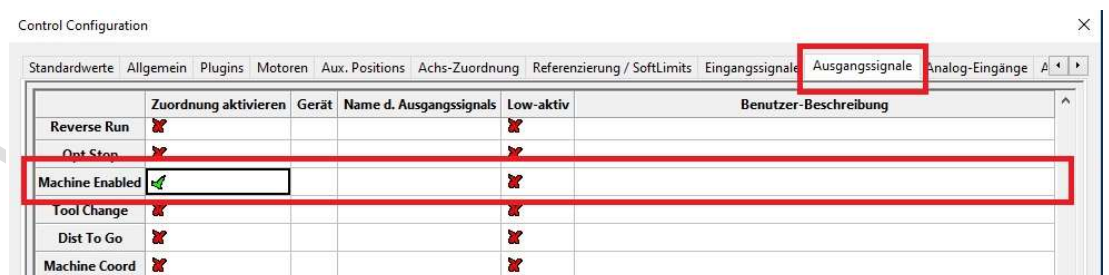 Control Configuration
Standardwerte Allgemein Plugins Motoren Aux. Positions Achs-Zuordnung Referenzierung / SoftLimits Eingangssignale Ausgangssignale Analog-Eingänge
Zuordnung aktivieren Gerät Name d. Ausgangssignals Low-aktiv Benutzer-Beschreibung
Reverse Run
Opt Stop
Machine Enabled
Tool Change
Dist To Go
Machine Coord